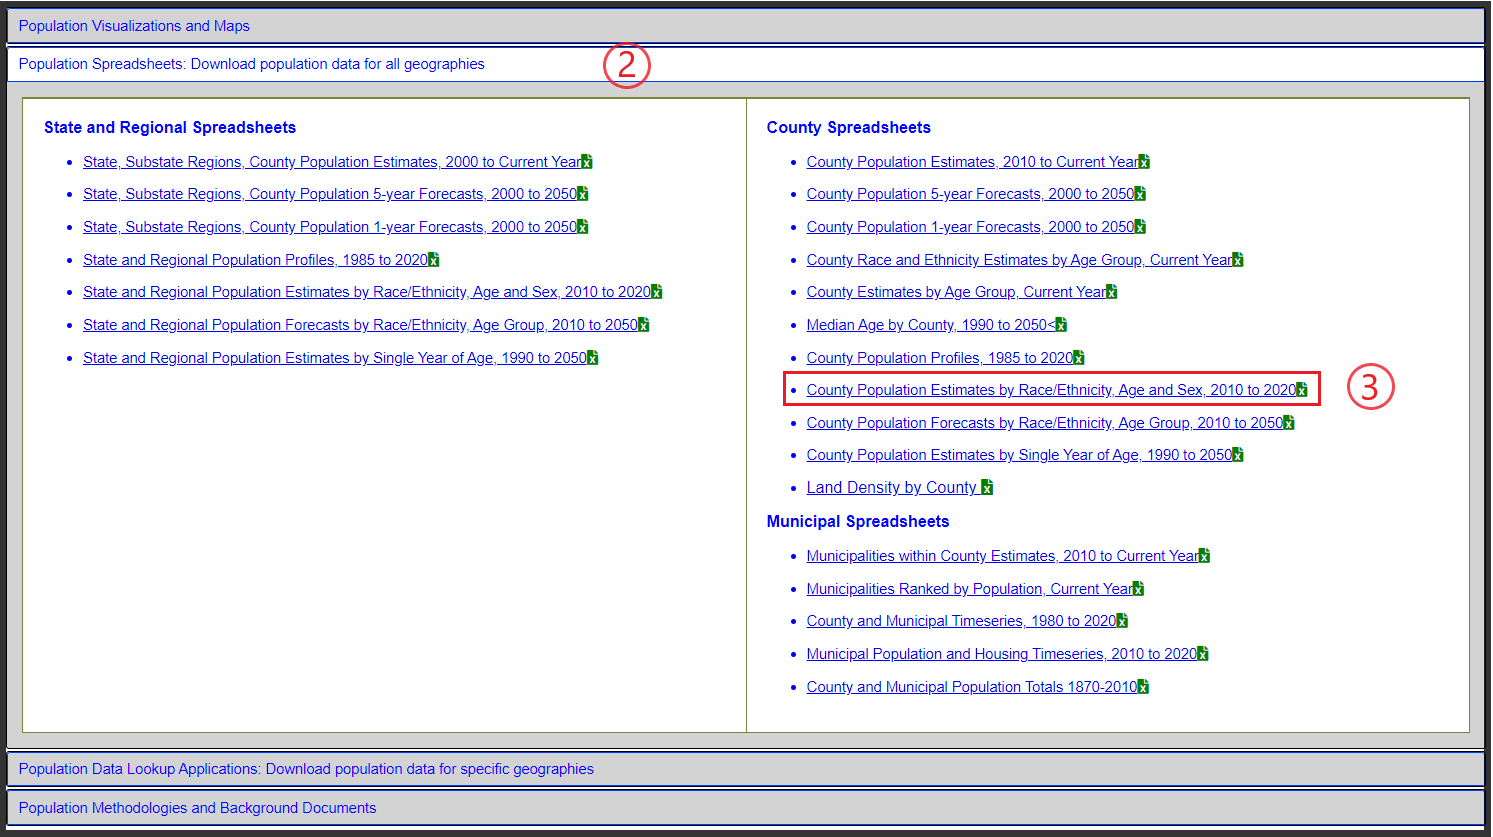 Population Visualizations and Maps
Population Spreadsheets: Download population data for all geographies
2
State and Regional Spreadsheets
State, Substate Regions, County Population Estimates, 2000 to Current Year
State, Substate Regions, County Population 5-year Forecasts, 2000 to 2050
State, Substate Regions, County Population 1-year Forecasts, 2000 to 2050
State and Regional Population Profiles, 1985 to 2020
State and Regional Population Estimates by Race/Ethnicity, Age and Sex, 2010 to 2020
State and Regional Population Forecasts by Race/Ethnicity, Age Group, 2010 to 2050
State and Regional Population Estimates by Single Year of Age, 1990 to 2050
County Spreadsheets
County Population Estimates, 2010 to Current Year
County Population 5-year Forecasts, 2000 to 2050
County Population 1-year Forecasts, 2000 to 2050
County Race and Ethnicity Estimates by Age Group, Current Year
County Estimates by Age Group, Current Year
Median Age by County, 1990 to 2050<
County Population Profiles, 1985 to 2020
County Population Estimates by Race/Ethnicity, Age and Sex, 2010 to 2020
3
County Population Forecasts by Race/Ethnicity, Age Group, 2010 to 2050
County Population Estimates by Single Year of Age, 1990 to 2050
Land Density by County
Municipal Spreadsheets
Municipalities within County Estimates, 2010 to Current Year
Municipalities Ranked by Population, Current Year
County and Municipal Timeseries, 1980 to 2020
Municipal Population and Housing Timeseries, 2010 to 2020
County and Municipal Population Totals 1870-2010
Population Data Lookup Applications: Download population data for specific geographies
Population Methodologies and Background Documents